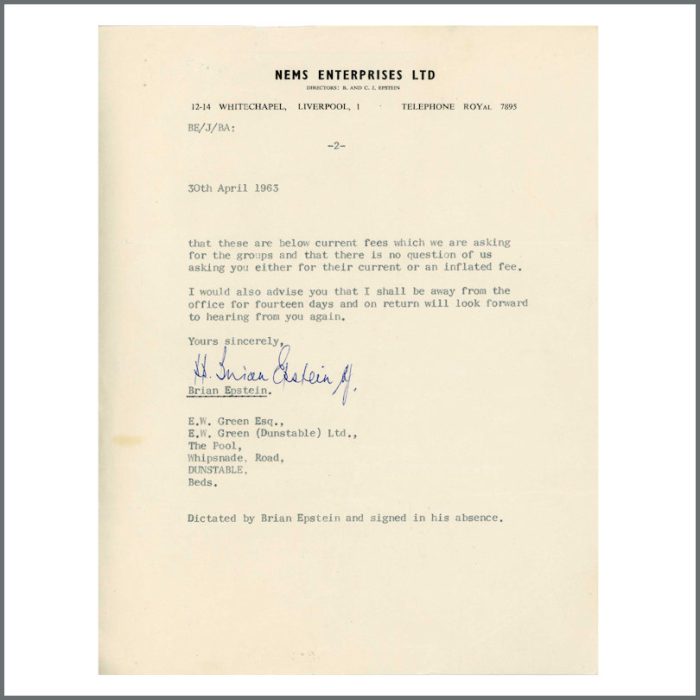 NEMS ENTERPRISES LTD
DIRECTORS: B. AND C. J. EPSTEIN
12-14 WHITECHAPEL, LIVERPOOL, 1 · TELEPHONE ROYAL 7895
BE/J/BA:
-2-
30th April 1963
that these are below current fees which we are asking
for the groups and that there is no question of us
asking you either for their current or an inflated fee.
I would also advise you that I shall be away from the
office for fourteen days and on return will look forward
to hearing from you again.
Yours sincerely,
Brian Epstein
Brian Epstein.
E.W. Green Esq.,
E.W. Green (Dunstable) Ltd.,
The Pool,
Whipsnade. Road,
DUNSTABLE.
Beds.
Dictated by Brian Epstein and signed in his absence.